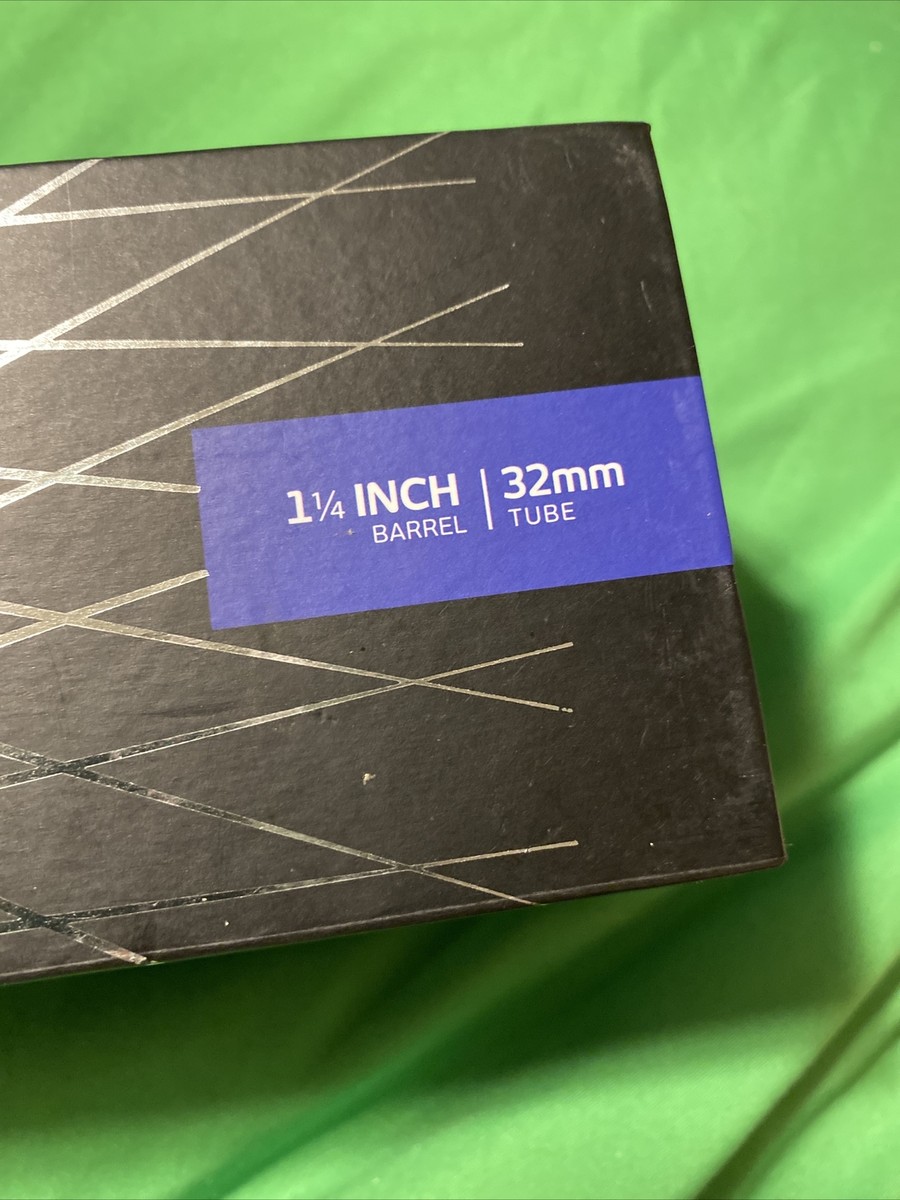 1¼ INCH | 32mm
BARREL | TUBE